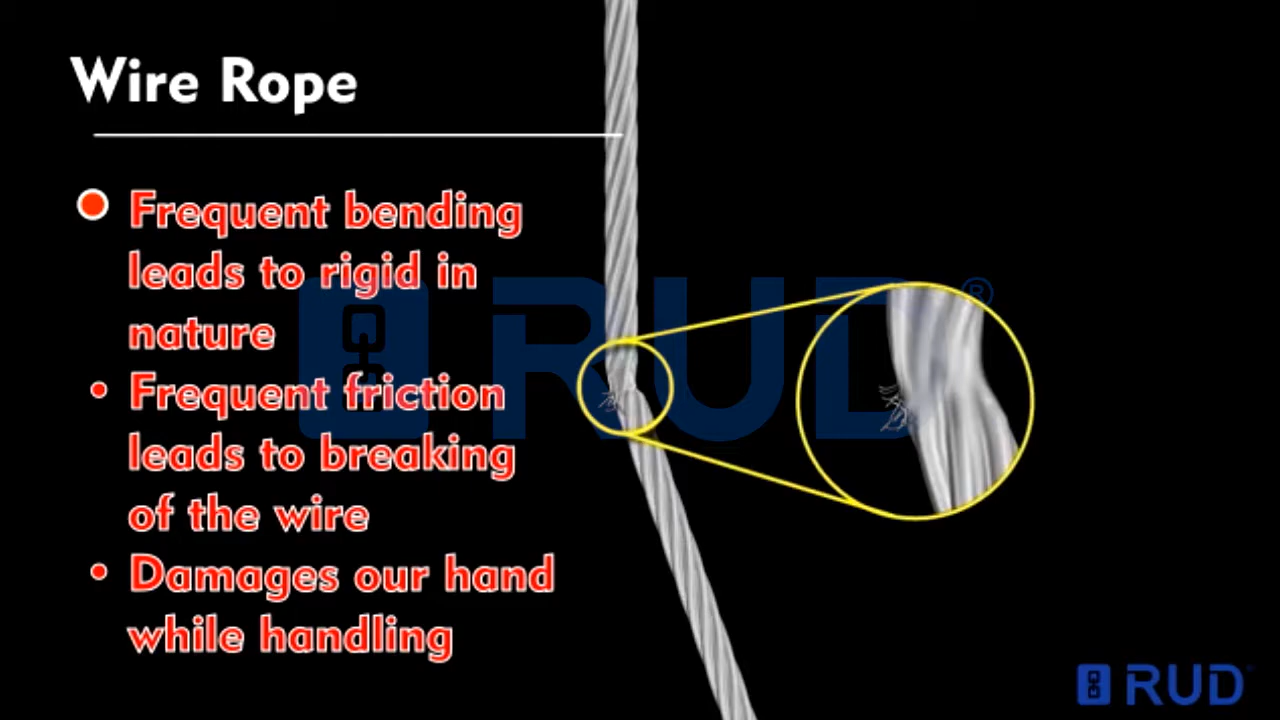 Wire Rope
• Frequent bending
leads to rigid in
nature
• Frequent friction
leads to breaking
of the wire
• Damages our hand
while handling
RUD®
RUD